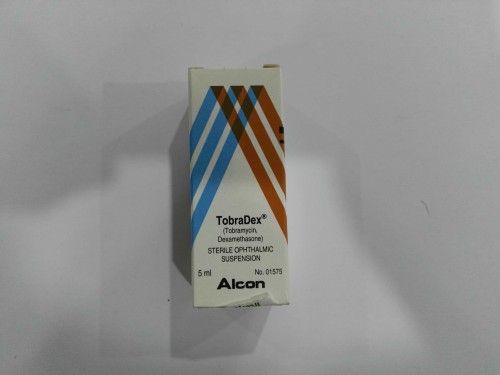 TobraDex®
(Tobramycin,
Dexamethasone)
STERILE OPHTHALMIC
SUSPENSION
5 ml No. 01575
Alcon